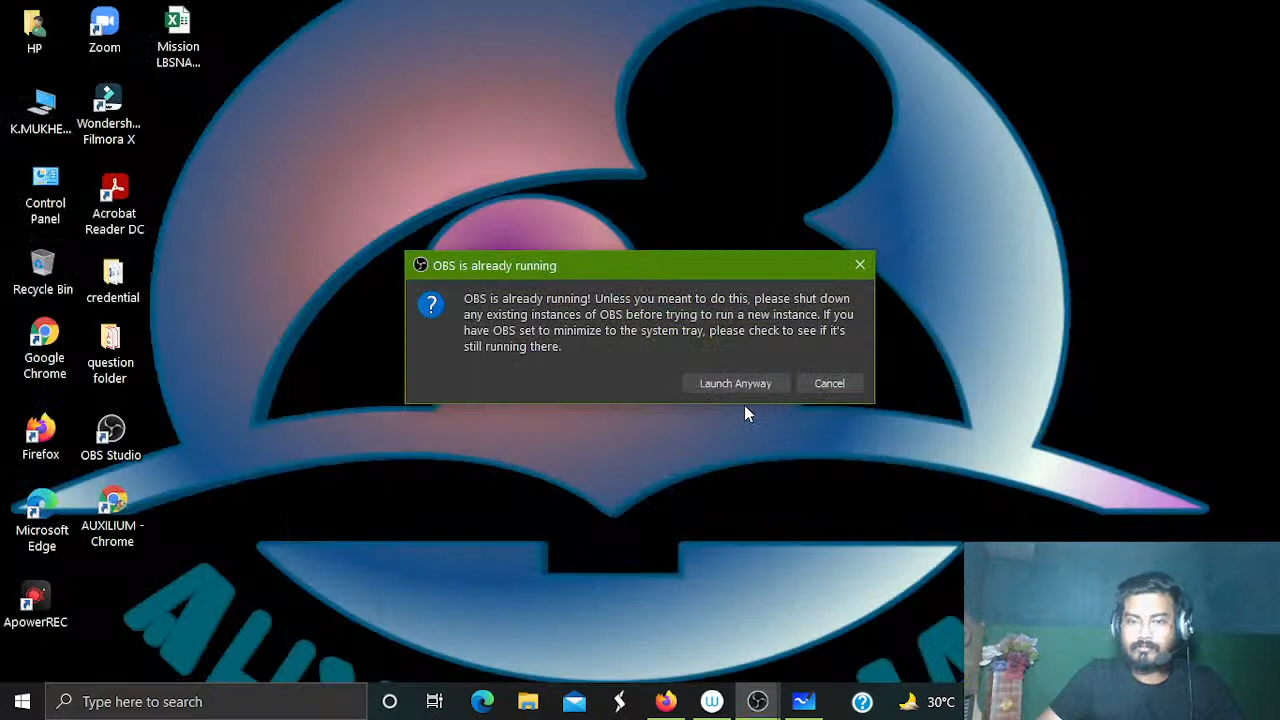 HP
Zoom
Mission
LBSNA...
K.MUKHE...
Wondersh...
Filmora X
Control
Panel
Acrobat
Reader DC
Recycle Bin
credential
Google
Chrome
question
folder
Firefox
OBS Studio
Microsoft
Edge
AUXILIUM -
Chrome
ApowerREC
OBS is already running
OBS is already running! Unless you meant to do this, please shut down
any existing instances of OBS before trying to run a new instance. If you
have OBS set to minimize to the system tray, please check to see if it's
still running there.
Launch Anyway
Cancel
Type here to search
30°C